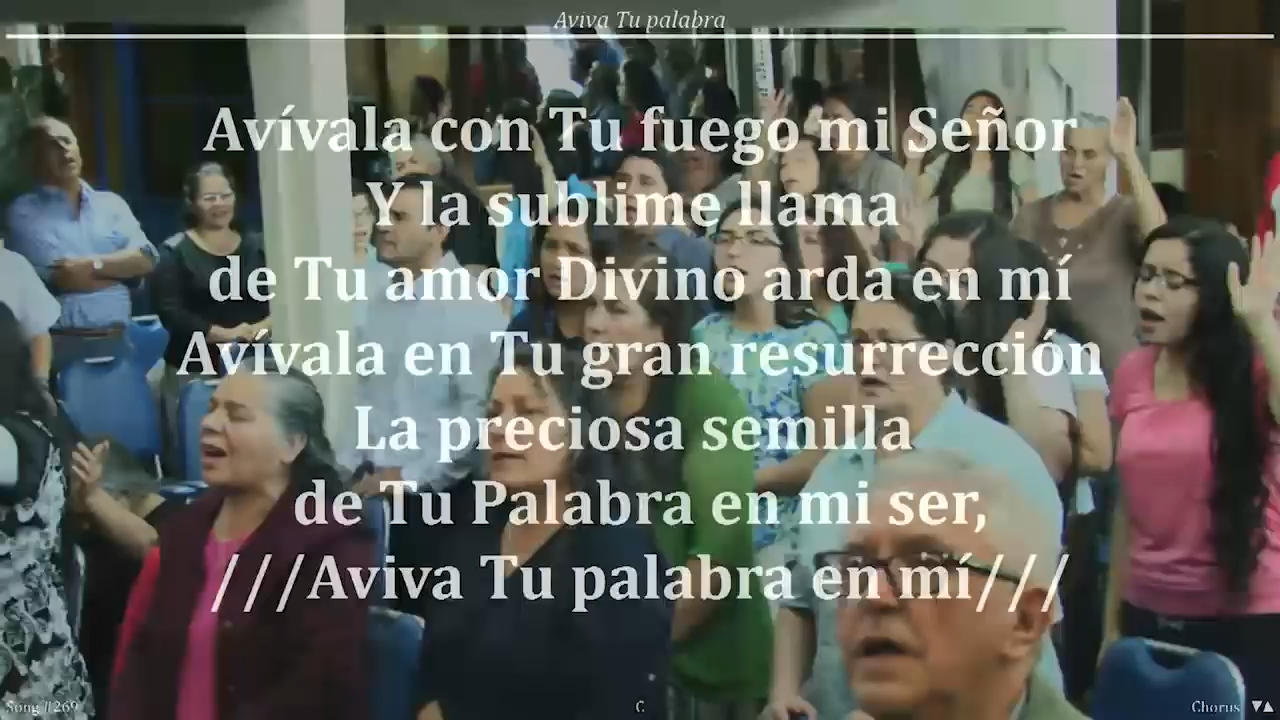 Aviva Tu palabra
Avívala con Tu fuego mi Señor
Y la sublime llama
de Tu amor Divino arda en mí
Avívala en Tu gran resurrección
La preciosa semilla
de Tu Palabra en mi ser,
///Aviva Tu palabra en mí///
Song #269
C
Chorus ▼▲